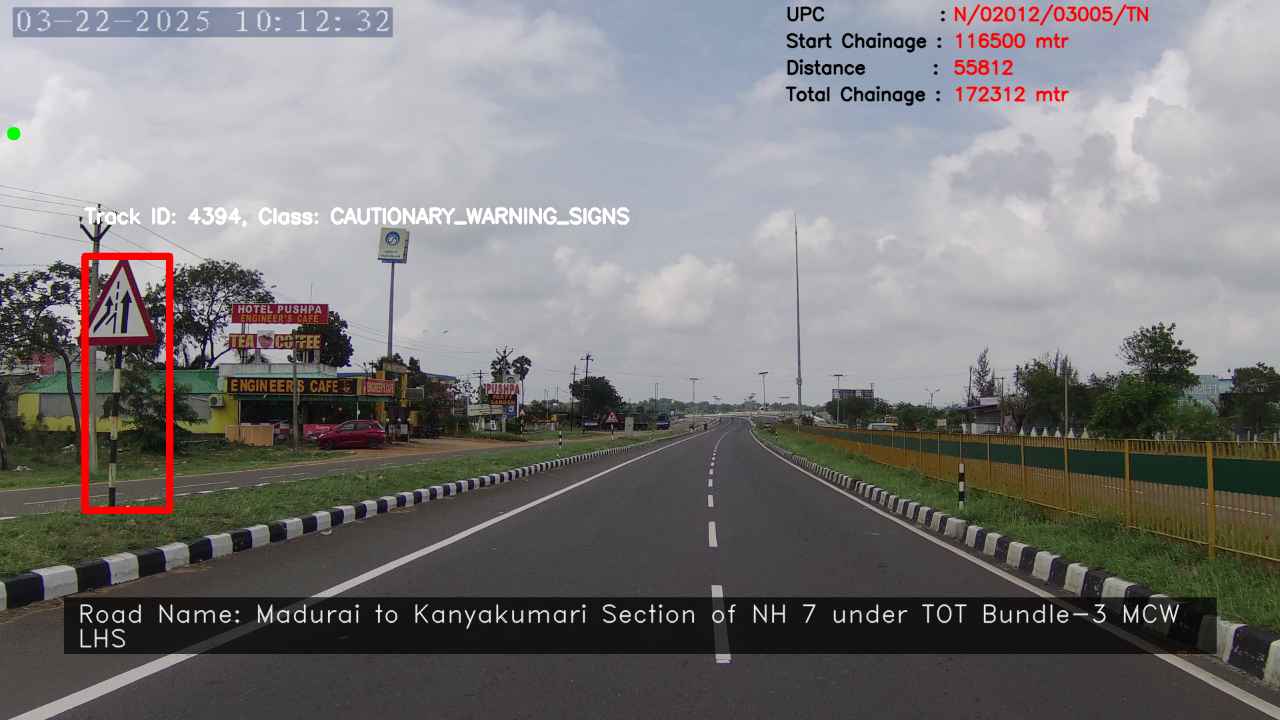 03-22-2025 10:12:32
UPC : N/02012/03005/TN
Start Chainage : 116500 mtr
Distance : 55812
Total Chainage : 172312 mtr
Track ID: 4394, Class: CAUTIONARY_WARNING_SIGNS
HOTEL PUSHPA
ENGINEER'S CAFE
TEA COFFEE
ENGINEER'S CAFE
PUSHPA
Road Name: Madurai to Kanyakumari Section of NH 7 under TOT Bundle-3 MCW
LHS